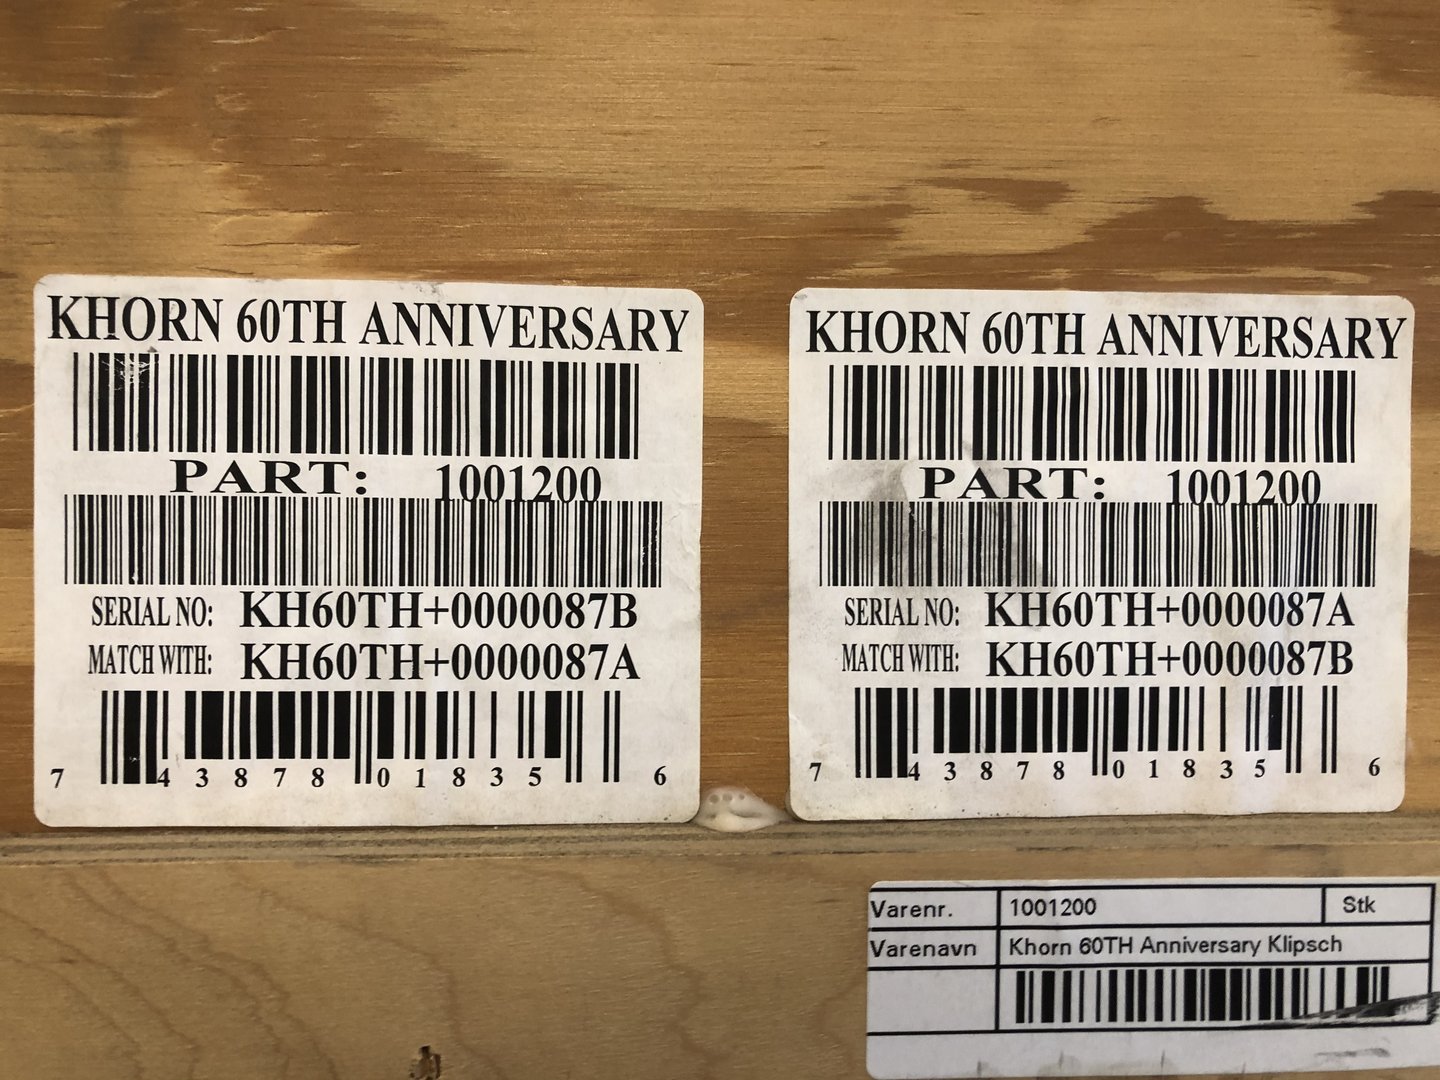 KHORN 60TH ANNIVERSARY
PART: 1001200
SERIAL NO: KH60TH+0000087B
MATCH WITH: KH60TH+0000087A
7 43878 01835 6
KHORN 60TH ANNIVERSARY
PART: 1001200
SERIAL NO: KH60TH+0000087A
MATCH WITH: KH60TH+0000087B
7 43878 01835 6
Varenr. 1001200 Stk
Varenavn Khorn 60TH Anniversary Klipsch